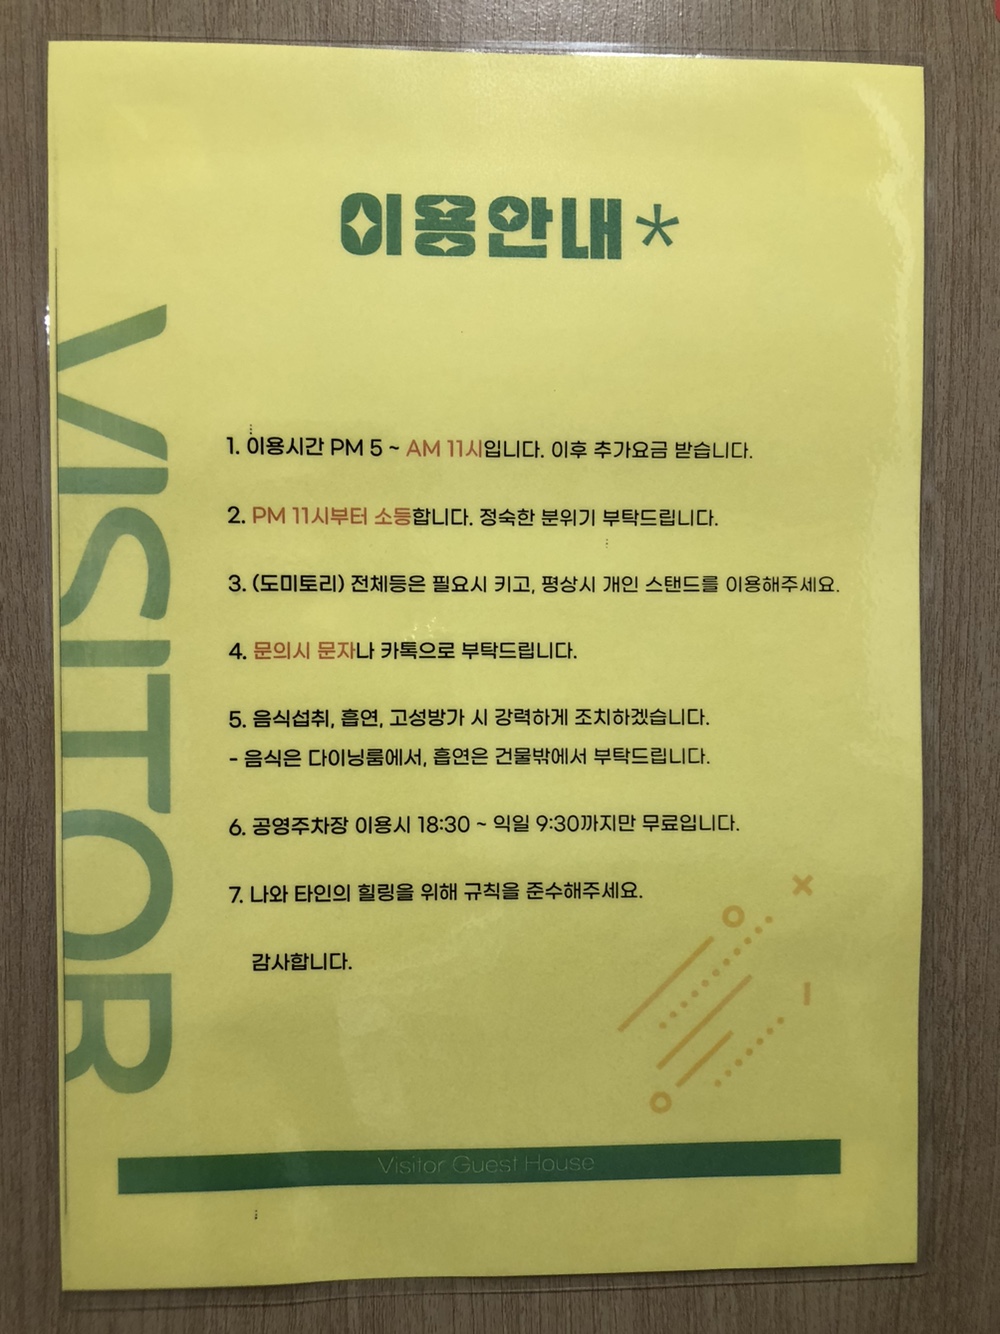 이용안내*
VISITOR
1. 이용시간 PM 5 ~ AM 11시입니다. 이후 추가요금 받습니다.
2. PM 11시부터 소등합니다. 정숙한 분위기 부탁드립니다.
3. (도미토리) 전체등은 필요시 키고, 평상시 개인 스탠드를 이용해주세요.
4. 문의시 문자나 카톡으로 부탁드립니다.
5. 음식섭취, 흡연, 고성방가 시 강력하게 조치하겠습니다.
- 음식은 다이닝룸에서, 흡연은 건물밖에서 부탁드립니다.
6. 공영주차장 이용시 18:30 ~ 익일 9:30까지만 무료입니다.
7. 나와 타인의 힐링을 위해 규칙을 준수해주세요.
감사합니다.
Visitor Guest House